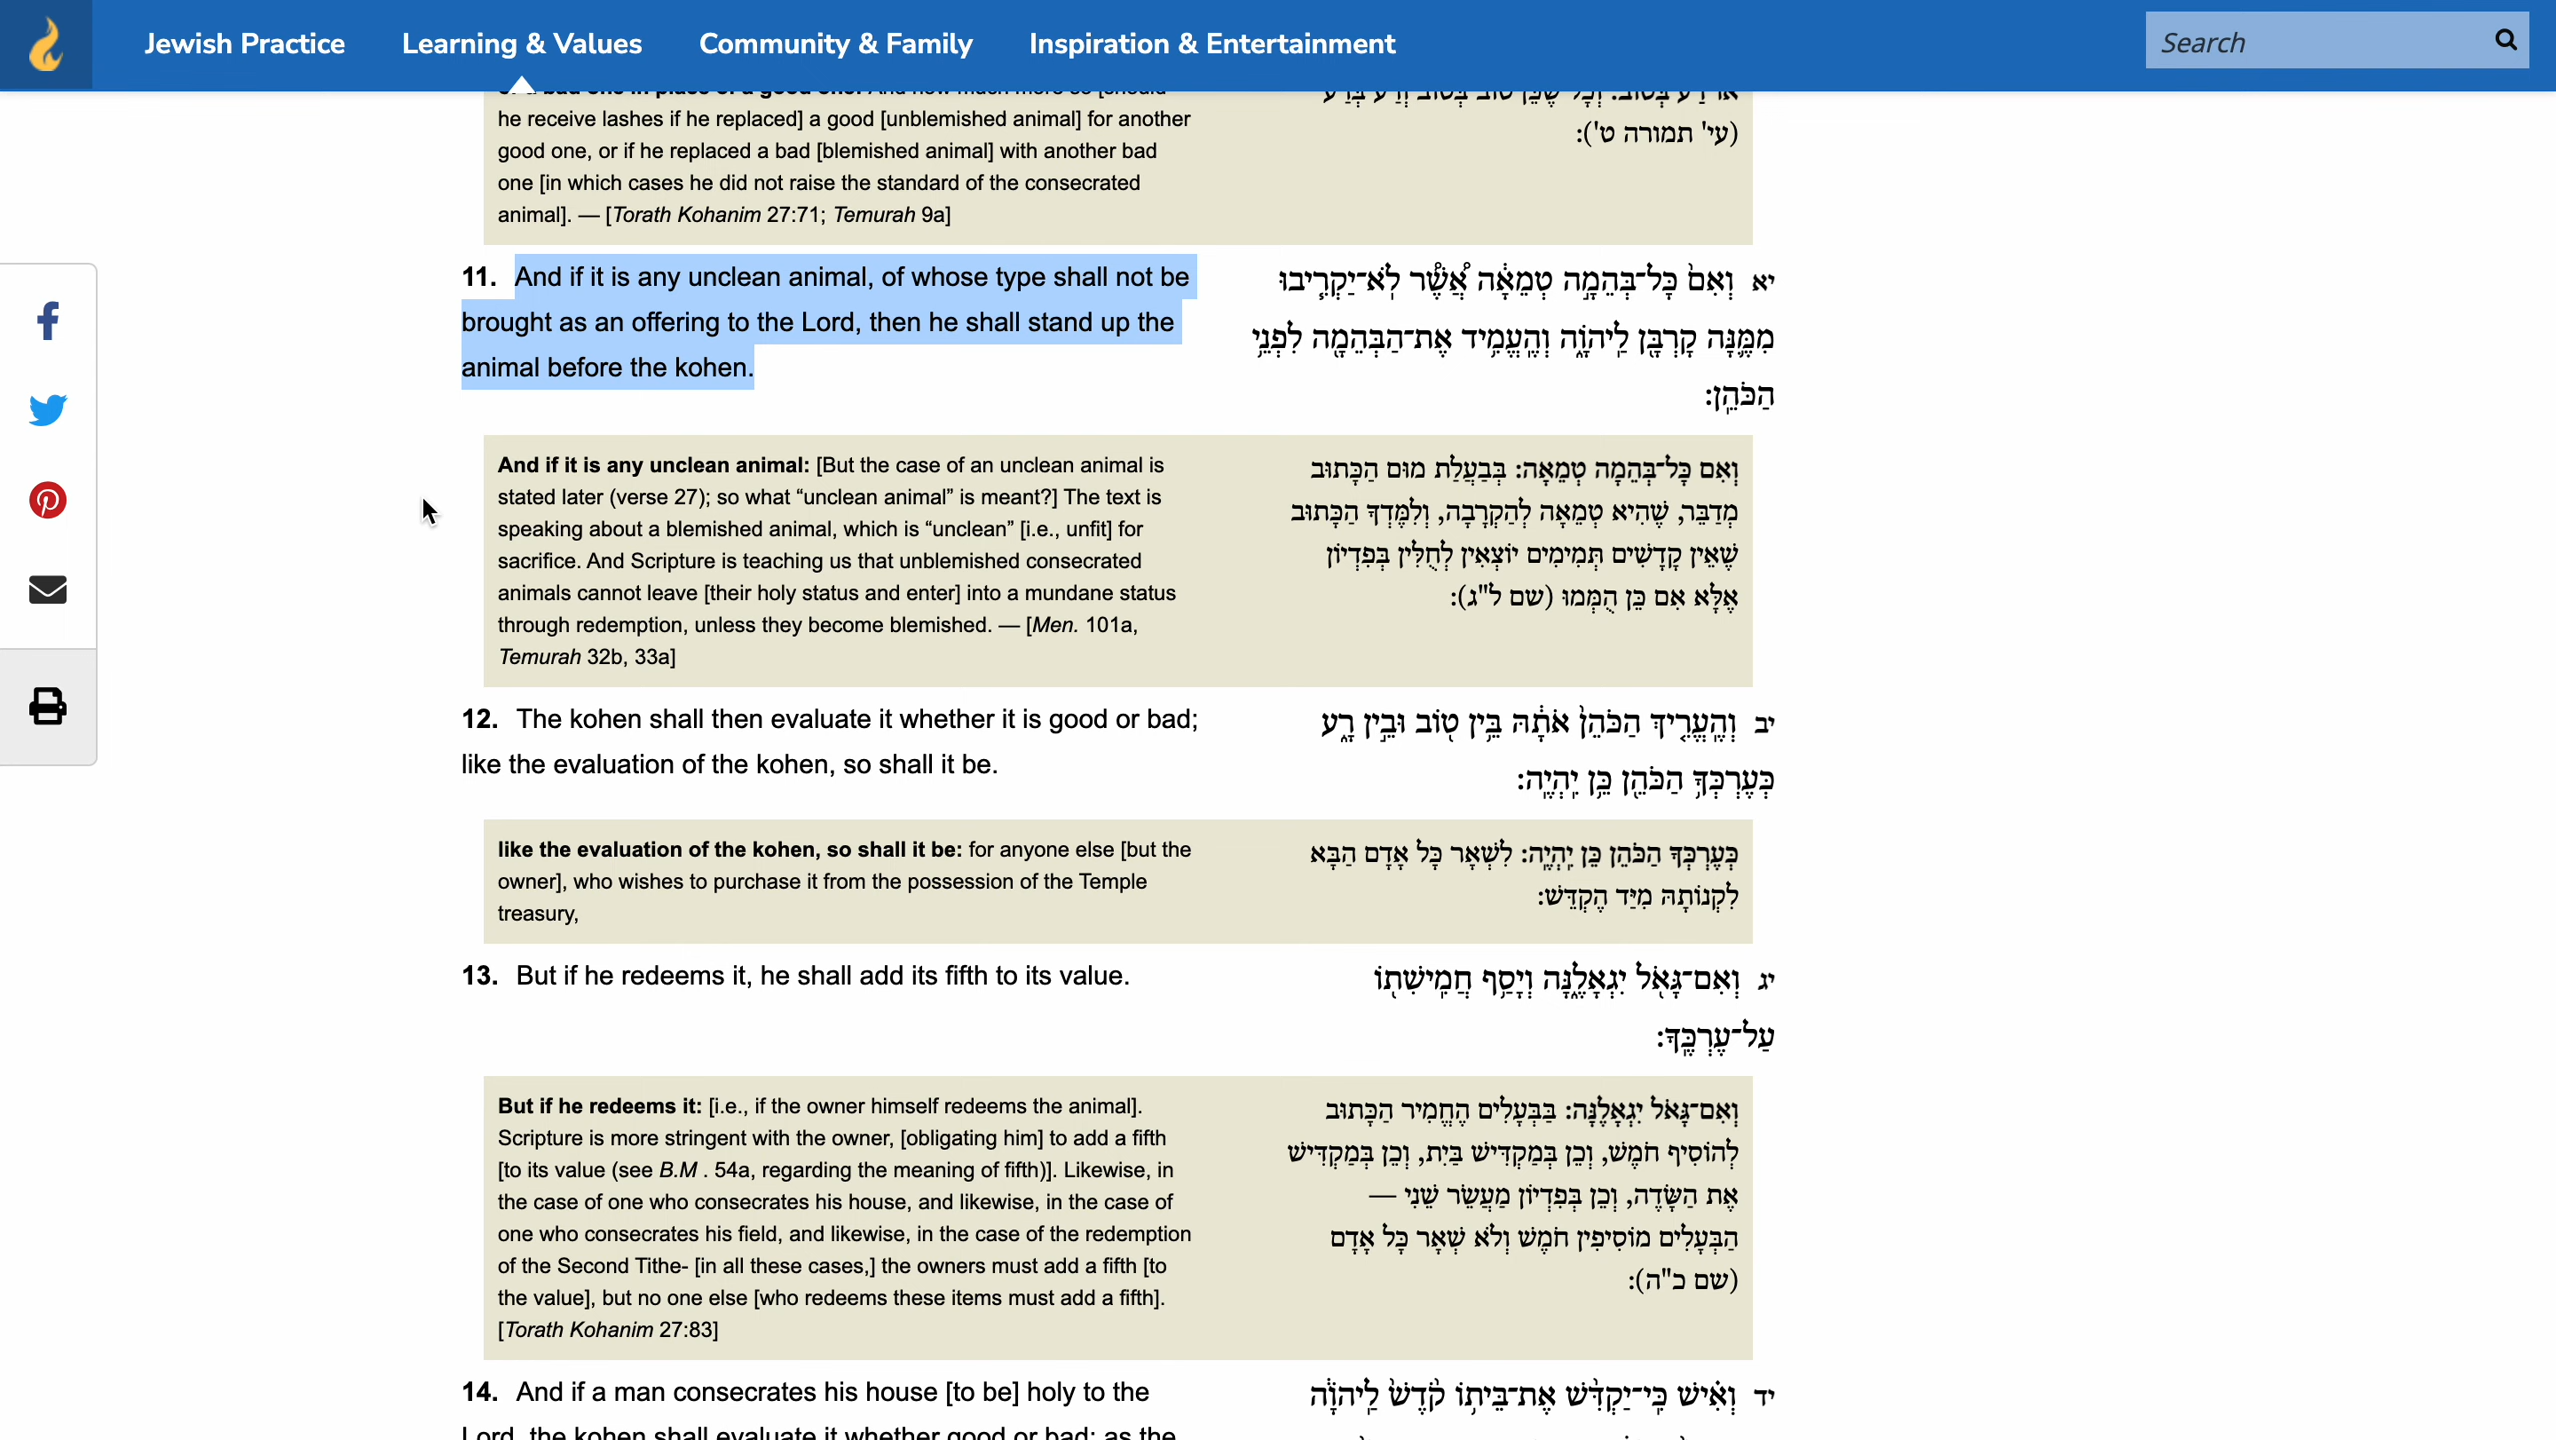 Jewish Practice Learning & Values Community & Family Inspiration & Entertainment Search
he receive lashes if he replaced] a good [unblemished animal] for another
good one, or if he replaced a bad [blemished animal] with another bad
one [in which cases he did not raise the standard of the consecrated
animal]. — [Torath Kohanim 27:71; Temurah 9a]
(עי' תמורה ט'):
11. And if it is any unclean animal, of whose type shall not be
brought as an offering to the Lord, then he shall stand up the
animal before the kohen.
יא וְאִם֙ כָּל־בְּהֵמָ֣ה טְמֵאָ֔ה אֲ֠שֶׁ֠ר לֹא־יַקְרִ֧יבוּ
מִמֶּ֛נָּה קָרְבָּ֖ן לַֽיהֹוָ֑ה וְהֶֽעֱמִ֥יד אֶת־הַבְּהֵמָ֖ה לִפְנֵ֥י
הַכֹּהֵֽן:
And if it is any unclean animal: [But the case of an unclean animal is
stated later (verse 27); so what “unclean animal” is meant?] The text is
speaking about a blemished animal, which is “unclean” [i.e., unfit] for
sacrifice. And Scripture is teaching us that unblemished consecrated
animals cannot leave [their holy status and enter] into a mundane status
through redemption, unless they become blemished. — [Men. 101a,
Temurah 32b, 33a]
וְאִם כָּל־בְּהֵמָה טְמֵאָה: בְּבַעֲלַת מוּם הַכָּתוּב
מְדַבֵּר, שֶׁהִיא טְמֵאָה לְהַקְרָבָה, וְלִמֶּדְךָ הַכָּתוּב
שֶׁאֵין קָדָשִׁים תְּמִימִים יוֹצְאִין לְחֻלִּין בְּפִדְיוֹן
אֶלָּא אִם כֵּן הֻמְּמוּ (שם ל"ג):
12. The kohen shall then evaluate it whether it is good or bad;
like the evaluation of the kohen, so shall it be.
יב וְהֶֽעֱרִ֤יךְ הַכֹּהֵן֙ אֹתָ֔הּ בֵּ֥ין ט֖וֹב וּבֵ֣ין רָ֑ע
כְּעֶרְכְּךָ֥ הַכֹּהֵ֖ן כֵּ֥ן יִֽהְיֶֽה:
like the evaluation of the kohen, so shall it be: for anyone else [but the
owner], who wishes to purchase it from the possession of the Temple
treasury,
כְּעֶרְכְּךָ הַכֹּהֵן כֵּן יִֽהְיֶֽה: לִשְׁאָר כָּל אָדָם הַבָּא
לִקְנוֹתָהּ מִיַּד הֶקְדֵּשׁ:
13. But if he redeems it, he shall add its fifth to its value.
יג וְאִם־גָּאֹ֖ל יִגְאָלֶ֑נָּה וְיָסַ֥ף חֲמִֽישִׁת֖וֹ
עַל־עֶרְכֶּֽךָ:
But if he redeems it: [i.e., if the owner himself redeems the animal].
Scripture is more stringent with the owner, [obligating him] to add a fifth
[to its value (see B.M . 54a, regarding the meaning of fifth)]. Likewise, in
the case of one who consecrates his house, and likewise, in the case of
one who consecrates his field, and likewise, in the case of the redemption
of the Second Tithe- [in all these cases,] the owners must add a fifth [to
the value], but no one else [who redeems these items must add a fifth].
[Torath Kohanim 27:83]
וְאִם־גָּאֹל יִגְאָלֶנָּה: בַּבְּעָלִים הֶחֱמִיר הַכָּתוּב
לְהוֹסִיף חֹמֶשׁ, וְכֵן בְּמַקְדִּישׁ בַּיִת, וְכֵן בְּמַקְדִּישׁ
אֶת הַשָּׂדֶה, וְכֵן בְּפִדְיוֹן מַעֲשֵׂר שֵׁנִי —
הַבְּעָלִים מוֹסִיפִין חֹמֶשׁ וְלֹא שְׁאָר כָּל אָדָם
(שם כ"ה):
14. And if a man consecrates his house [to be] holy to the
Lord, the kohen shall evaluate it whether good or bad; as the
יד וְאִ֗ישׁ כִּֽי־יַקְדִּ֨שׁ אֶת־בֵּית֥וֹ קֹ֨דֶשׁ֙ לַֽיהֹוָ֔ה